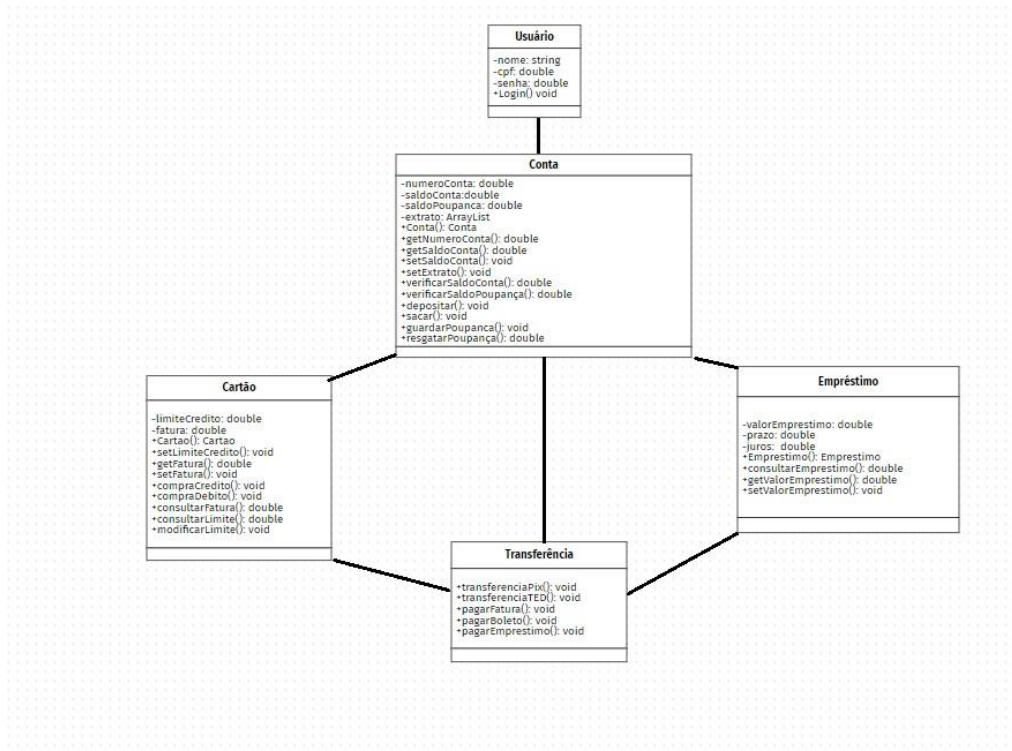 Usuário
-nome: string
-cpf: double
-senha: double
+Login() void
Conta
-numeroConta: double
-saldoConta:double
-saldoPoupanca: double
-extrato: ArrayList
+Conta(): Conta
+getNumeroConta(): double
+getSaldoConta(): double
+setSaldoConta(): void
+setExtrato(): void
+verificarSaldoConta(): double
+verificarSaldoPoupança(): double
+depositar(): void
+sacar(): void
+guardarPoupanca(): void
+resgatarPoupança(): double
Cartão
-limiteCredito: double
-fatura: double
+Cartao(): Cartao
+setLimiteCredito(): void
+getFatura(): double
+setFatura(): void
+compraCredito(): void
+compraDebito(): void
+consultarFatura(): double
+consultarLimite(): double
+modificarLimite(): void
Empréstimo
-valorEmprestimo: double
-prazo: double
-juros:  double
+Emprestimo(): Emprestimo
+consultarEmprestimo(): double
+getValorEmprestimo(): double
+setValorEmprestimo(): void
Transferência
+transferenciaPix(): void
+transferenciaTED(): void
+pagarFatura(): void
+pagarBoleto(): void
+pagarEmprestimo(): void